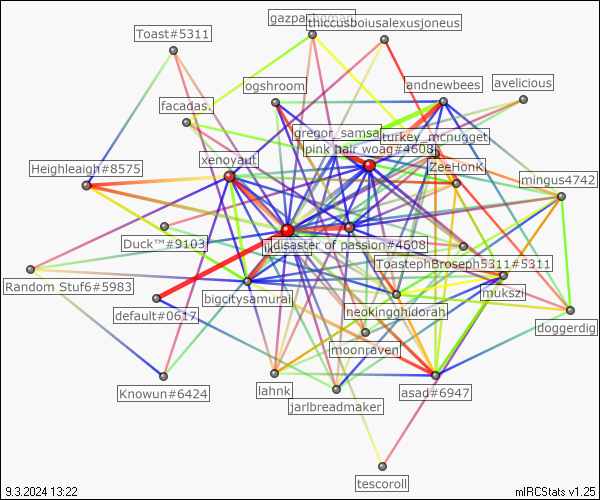 gazpachoman
thiccusboiusalexusjoneus
Toast#5311
ogshroom
andnewbees
avelicious
facadas.
gregor_samsa
turkey_mcnugget
pink hair woag#4608
xenoyaut
ZeeHonK
Heighleaigh#8575
mingus4742
Duck™#9103
disaster of passion#4608
ToastephBroseph5311#5311
Random Stuf6#5983
bigcitysamurai
mukszi
default#0617
neokingghidorah
doggerdig
moonraven
Knowun#6424
lahnk
asad#6947
jarlbreadmaker
tescoroll
9.3.2024 13:22
mIRCStats v1.25